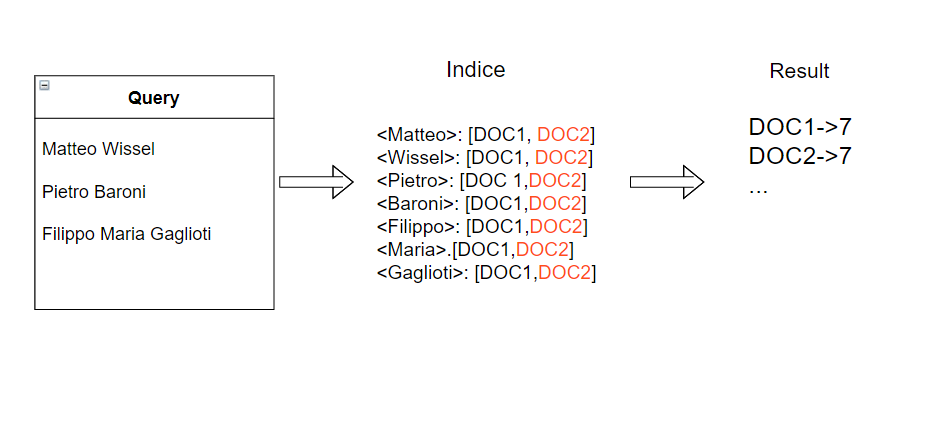 Query
Matteo Wissel
Pietro Baroni
Filippo Maria Gaglioti
Indice
<Matteo>: [DOC1, DOC2]
<Wissel>: [DOC1, DOC2]
<Pietro>: [DOC 1,DOC2]
<Baroni>: [DOC1,DOC2]
<Filippo>: [DOC1,DOC2]
<Maria>.[DOC1,DOC2]
<Gaglioti>: [DOC1,DOC2]
Result
DOC1->7
DOC2->7
...